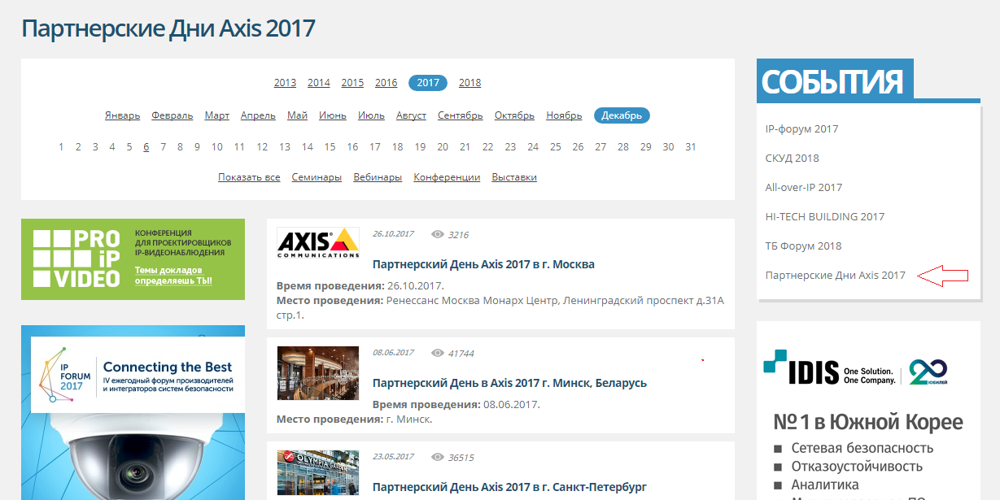 Партнерские Дни Axis 2017
2013 2014 2015 2016 2017 2018
Январь Февраль Март Апрель Май Июнь Июль Август Сентябрь Октябрь Ноябрь Декабрь
1 2 3 4 5 6 7 8 9 10 11 12 13 14 15 16 17 18 19 20 21 22 23 24 25 26 27 28 29 30 31
Показать все Семинары Вебинары Конференции Выставки
PRO
iP
VIDEO
КОНФЕРЕНЦИЯ
ДЛЯ ПРОЕКТИРОВЩИКОВ
IP-ВИДЕОНАБЛЮДЕНИЯ
Темы докладов
определяешь ТЫ!
IP
FORUM
2017
Connecting the Best
IV ежегодный форум производителей
и интеграторов систем безопасности
AXIS
COMMUNICATIONS
26.10.2017 3216
Партнерский День Axis 2017 в г. Москва
Время проведения: 26.10.2017.
Место проведения: Ренессанс Москва Монарх Центр, Ленинградский проспект д.31А
стр.1.
08.06.2017 41744
Партнерский День в Axis 2017 г. Минск, Беларусь
Время проведения: 08.06.2017.
Место проведения: г. Минск.
OLYMPIA GARDEN
23.05.2017 36515
Партнерский День Axis 2017 в г. Санкт-Петербург
СОБЫТИЯ
IP-форум 2017
СКУД 2018
All-over-IP 2017
HI-TECH BUILDING 2017
ТБ Форум 2018
Партнерские Дни Axis 2017
IDIS
One Solution.
One Company.
20
ЮБИЛЕЙ
№1 в Южной Корее
Сетевая безопасность
Отказоустойчивость
Аналитика